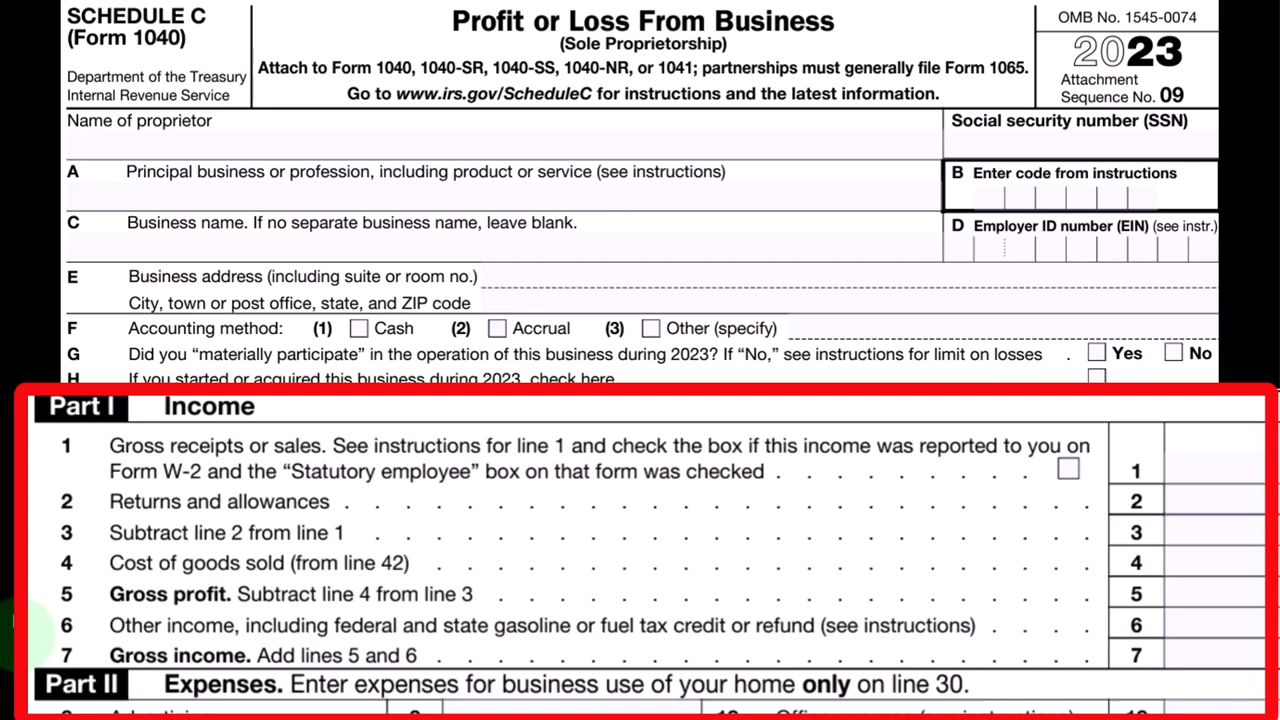 SCHEDULE C
(Form 1040)
Department of the Treasury
Internal Revenue Service
Profit or Loss From Business
(Sole Proprietorship)
Attach to Form 1040, 1040-SR, 1040-SS, 1040-NR, or 1041; partnerships must generally file Form 1065.
Go to www.irs.gov/ScheduleC for instructions and the latest information.
OMB No. 1545-0074
2023
Attachment
Sequence No. 09
Name of proprietor
Social security number (SSN)
A Principal business or profession, including product or service (see instructions)
B Enter code from instructions
C Business name. If no separate business name, leave blank.
D Employer ID number (EIN) (see instr.)
E Business address (including suite or room no.)
City, town or post office, state, and ZIP code
F Accounting method: (1) Cash (2) Accrual (3) Other (specify)
G Did you “materially participate” in the operation of this business during 2023? If “No,” see instructions for limit on losses . Yes No
H If you started or acquired this business during 2023, check here
Part I Income
1 Gross receipts or sales. See instructions for line 1 and check the box if this income was reported to you on
Form W-2 and the “Statutory employee” box on that form was checked . . . . . . . . . 1
2 Returns and allowances . . . . . . . . . . . . . . . . . . . . . . . . . 2
3 Subtract line 2 from line 1 . . . . . . . . . . . . . . . . . . . . . . . . 3
4 Cost of goods sold (from line 42) . . . . . . . . . . . . . . . . . . . . . . 4
5 Gross profit. Subtract line 4 from line 3 . . . . . . . . . . . . . . . . . . . . 5
6 Other income, including federal and state gasoline or fuel tax credit or refund (see instructions) . . . . 6
7 Gross income. Add lines 5 and 6 . . . . . . . . . . . . . . . . . . . . . . 7
Part II Expenses. Enter expenses for business use of your home only on line 30.